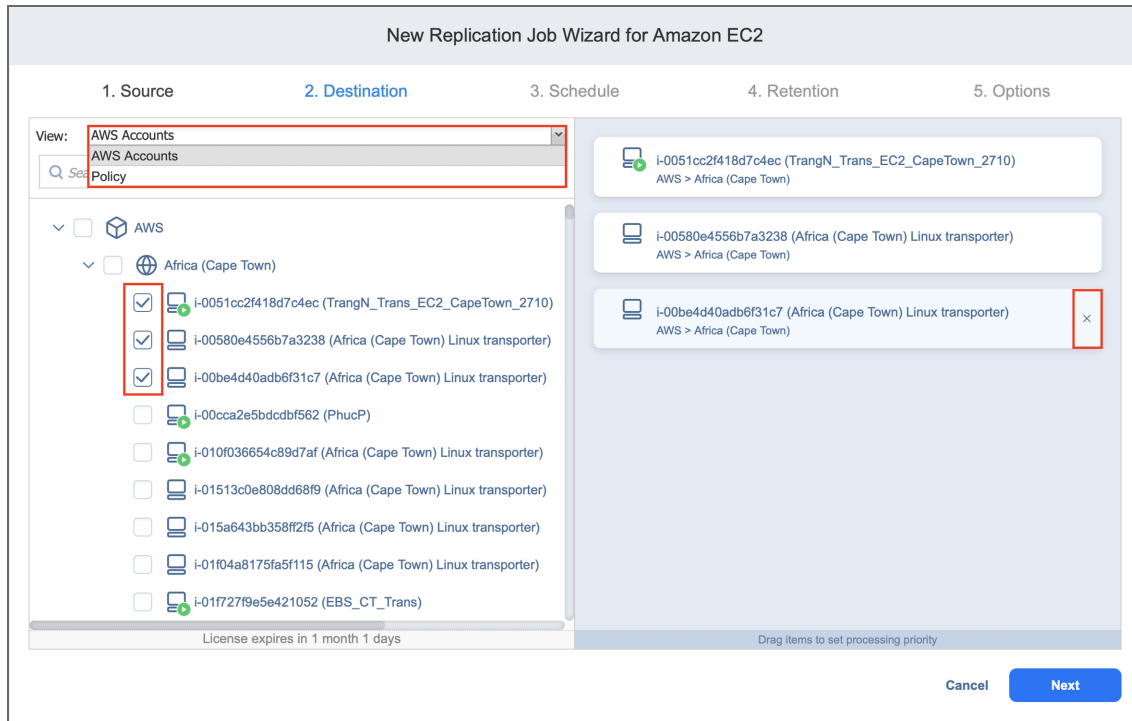 New Replication Job Wizard for Amazon EC2
1. Source
2. Destination
3. Schedule
4. Retention
5. Options
View:
AWS Accounts
AWS Accounts
Policy
Sea
AWS
Africa (Cape Town)
i-0051cc2f418d7c4ec (TrangN_Trans_EC2_CapeTown_2710)
i-00580e4556b7a3238 (Africa (Cape Town) Linux transporter)
i-00be4d40adb6f31c7 (Africa (Cape Town) Linux transporter)
i-00cca2e5bdcdbf562 (PhucP)
i-010f036654c89d7af (Africa (Cape Town) Linux transporter)
i-01513c0e808dd68f9 (Africa (Cape Town) Linux transporter)
i-015a643bb358ff2f5 (Africa (Cape Town) Linux transporter)
i-01f04a8175fa5f115 (Africa (Cape Town) Linux transporter)
i-01f727f9e5e421052 (EBS_CT_Trans)
License expires in 1 month 1 days
i-0051cc2f418d7c4ec (TrangN_Trans_EC2_CapeTown_2710)
AWS > Africa (Cape Town)
i-00580e4556b7a3238 (Africa (Cape Town) Linux transporter)
AWS > Africa (Cape Town)
i-00be4d40adb6f31c7 (Africa (Cape Town) Linux transporter)
AWS > Africa (Cape Town)
Drag items to set processing priority
Cancel
Next